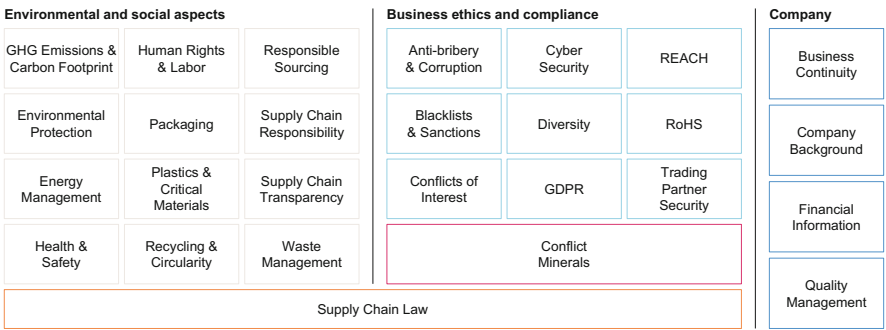 Environmental and social aspects
GHG Emissions &
Carbon Footprint
Human Rights
& Labor
Responsible
Sourcing
Environmental
Protection
Packaging
Supply Chain
Responsibility
Energy
Management
Plastics &
Critical
Materials
Supply Chain
Transparency
Health &
Safety
Recycling &
Circularity
Waste
Management
Business ethics and compliance
Anti-bribery
& Corruption
Cyber
Security
REACH
Blacklists
& Sanctions
Diversity
RoHS
Conflicts of
Interest
GDPR
Trading
Partner
Security
Conflict
Minerals
Supply Chain Law
Company
Business
Continuity
Company
Background
Financial
Information
Quality
Management